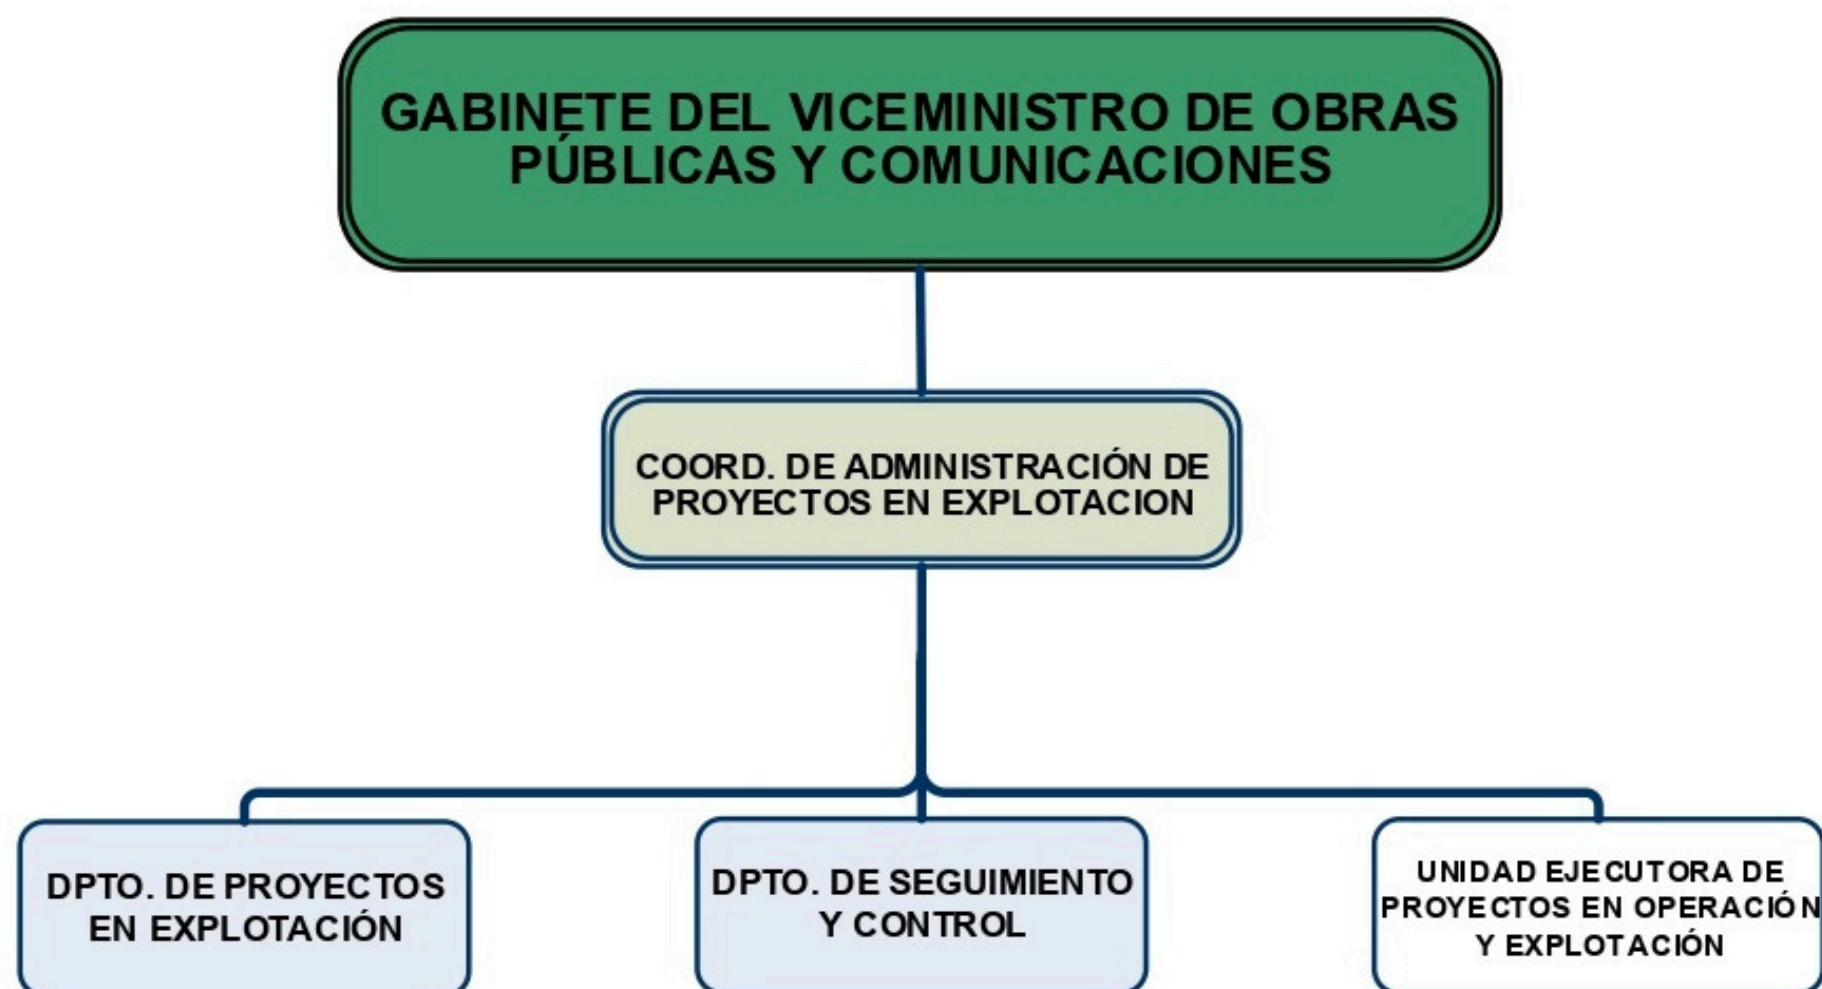 GABINETE DEL VICEMINISTRO DE OBRAS
PÚBLICAS Y COMUNICACIONES
COORD. DE ADMINISTRACIÓN DE
PROYECTOS EN EXPLOTACION
DPTO. DE PROYECTOS
EN EXPLOTACIÓN
DPTO. DE SEGUIMIENTO
Y CONTROL
UNIDAD EJECUTORA DE
PROYECTOS EN OPERACIÓN
Y EXPLOTACIÓN